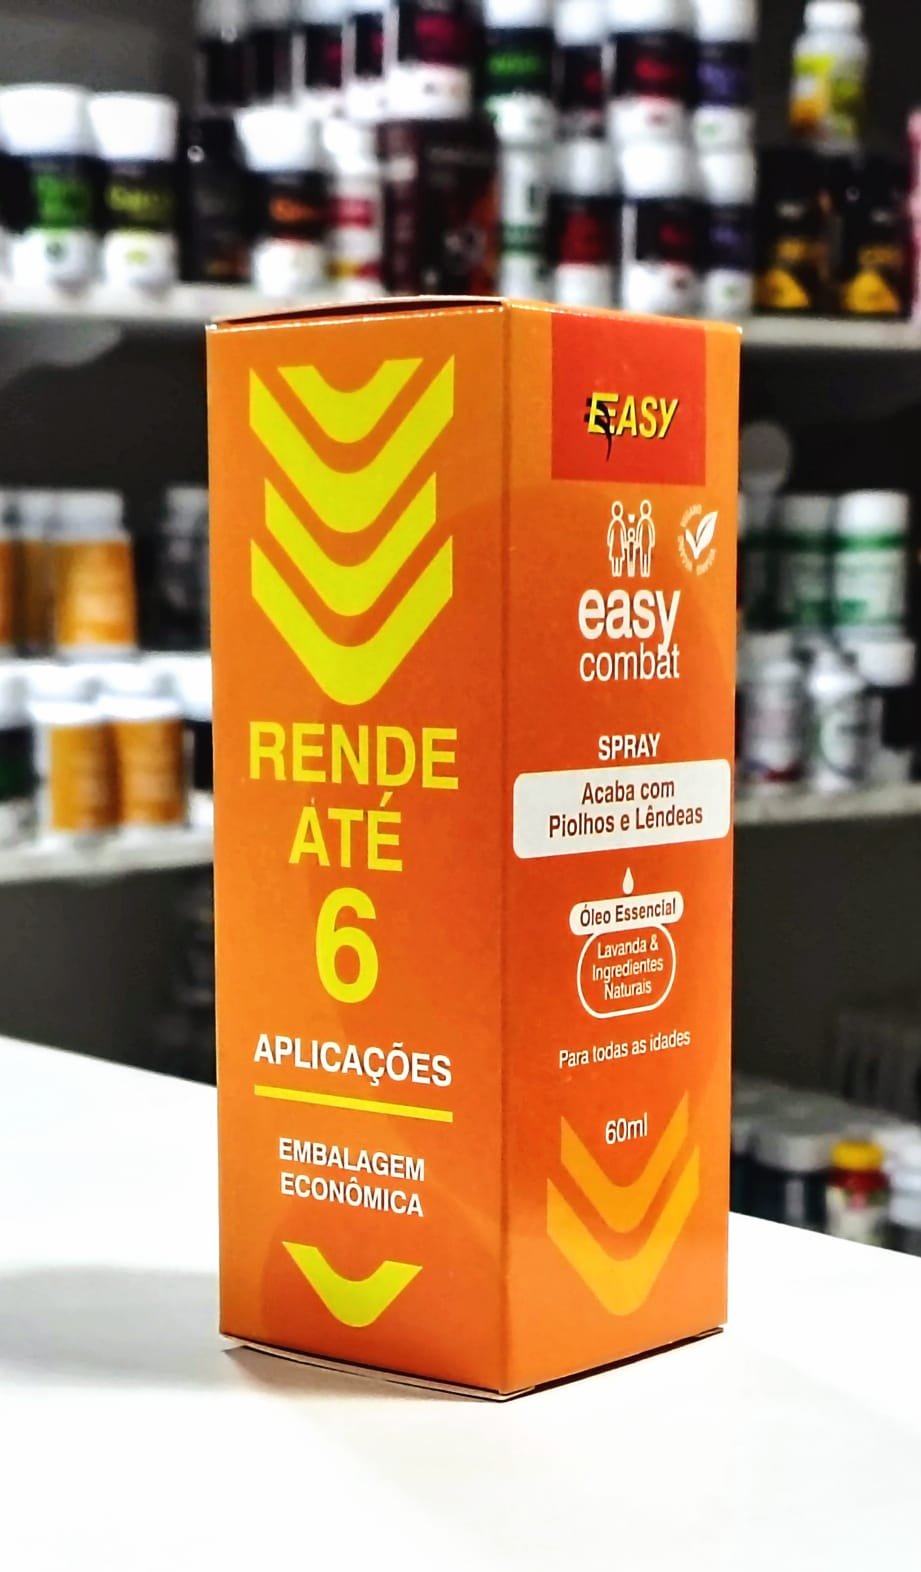 RENDE
ATÉ
6
APLICAÇÕES
EMBALAGEM
ECONÔMICA
EASY
easy
combat
SPRAY
Acaba com
Piolhos e Lêndeas
Óleo Essencial
Lavanda &
Ingredientes
Naturais
Para todas as idades
60ml